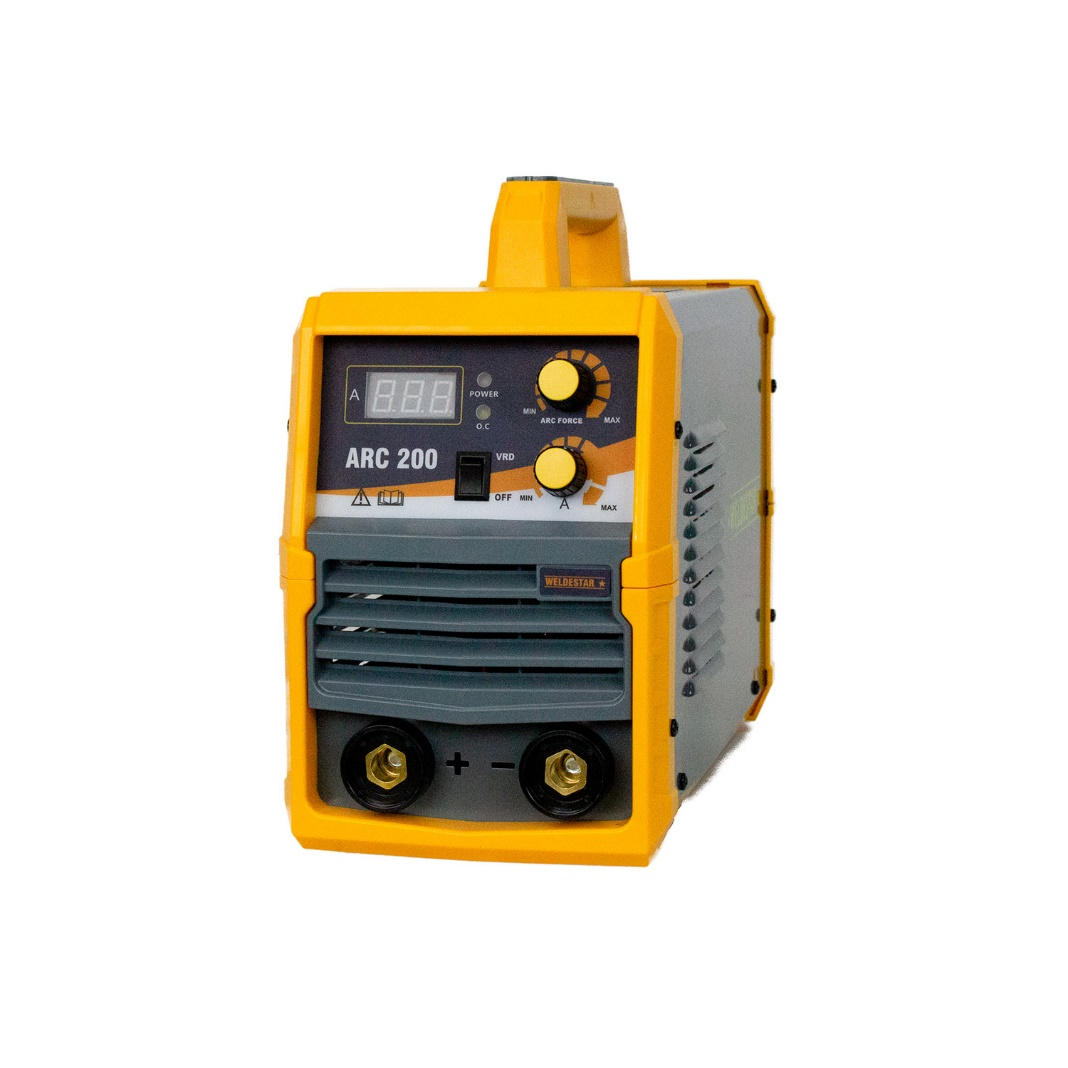 A 8.8.8.
POWER
O.C
MIN ARC FORCE MAX
ARC 200
VRD
OFF
MIN A MAX
WELDESTAR
+ −